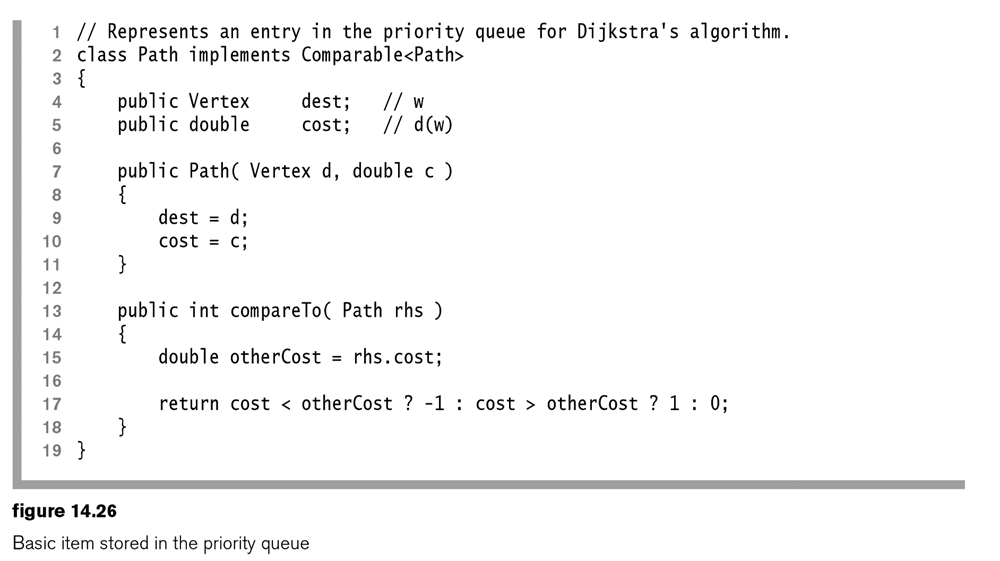 1 // Represents an entry in the priority queue for Dijkstra's algorithm.
2 class Path implements Comparable<Path>
3 {
4     public Vertex     dest;   // w
5     public double     cost;   // d(w)
6
7     public Path( Vertex d, double c )
8     {
9         dest = d;
10         cost = c;
11     }
12
13     public int compareTo( Path rhs )
14     {
15         double otherCost = rhs.cost;
16
17         return cost < otherCost ? -1 : cost > otherCost ? 1 : 0;
18     }
19 }
figure 14.26
Basic item stored in the priority queue